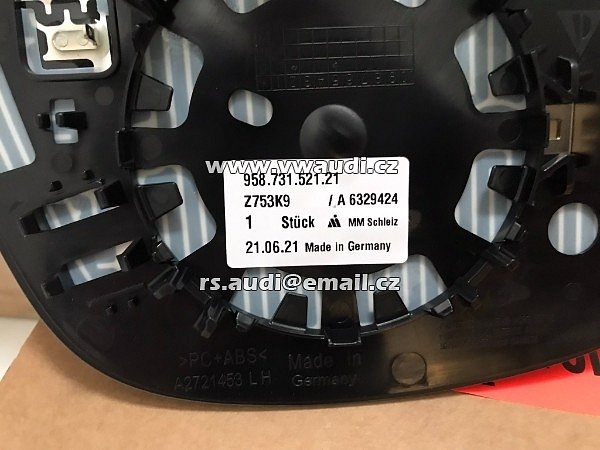 www.vwaudi.cz
958.731.521.21
Z753K9 / A 6329424
1 Stück MM Schleiz
21.06.21 Made in Germany
rs.audi@email.cz
>PC+ABS< Made in
A2721453 LH Germany